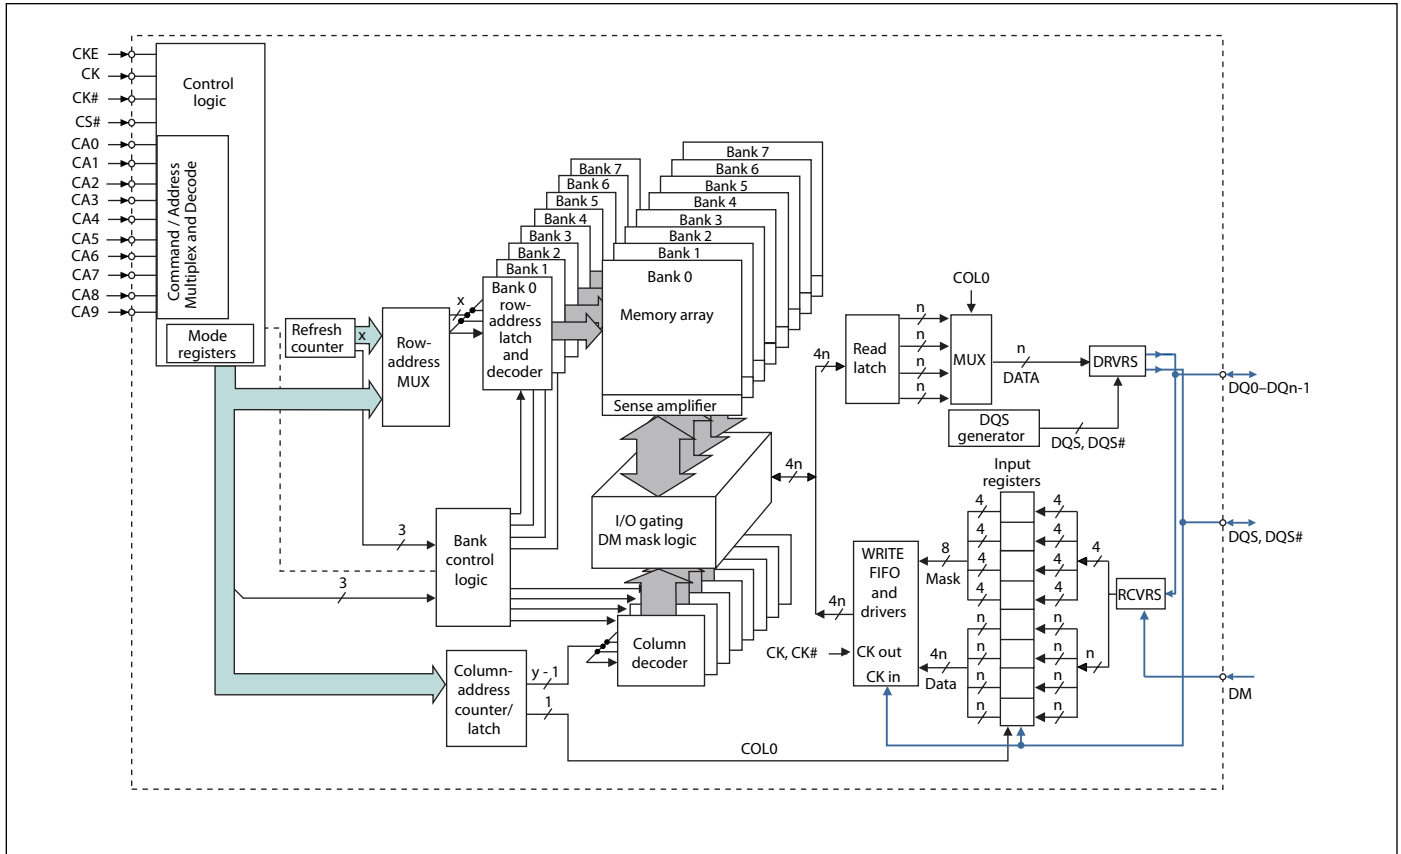 CKE
CK
CK#
CS#
CA0
CA1
CA2
CA3
CA4
CA5
CA6
CA7
CA8
CA9
Control
logic
Command / Address
Multiplex and Decode
Mode
registers
Refresh
counter
x
Row-
address
MUX
x
Bank 7
Bank 6
Bank 5
Bank 4
Bank 3
Bank 2
Bank 1
Bank 0
row-
address
latch
and
decoder
Bank 7
Bank 6
Bank 5
Bank 4
Bank 3
Bank 2
Bank 1
Bank 0
Memory array
Sense amplifier
3
3
Bank
control
logic
I/O gating
DM mask logic
Column
decoder
Column-
address
counter/
latch
y - 1
1
COL0
4n
4n
4n
Read
latch
n
n
n
n
COL0
MUX
n
DATA
DRVRS
DQS
generator
DQS, DQS#
Input
registers
4
4
4
4
4
4
4
4
4
n
n
n
n
n
n
n
n
n
RCVRS
WRITE
FIFO
and
drivers
CK out
CK in
CK, CK#
8
Mask
4n
Data
DQ0–DQn-1
DQS, DQS#
DM